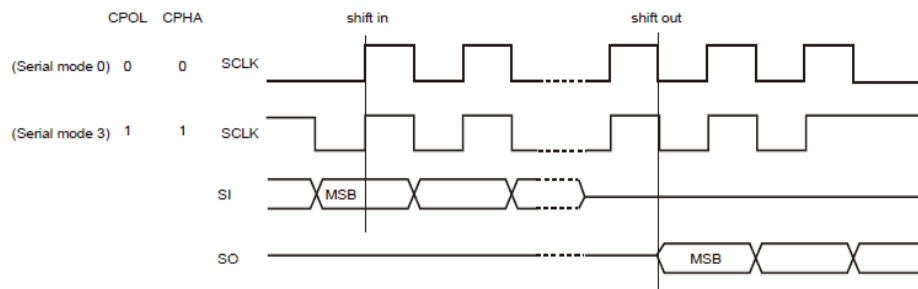 CPOL CPHA shift in shift out
(Serial mode 0) 0 0 SCLK
(Serial mode 3) 1 1 SCLK
SI MSB
SO MSB